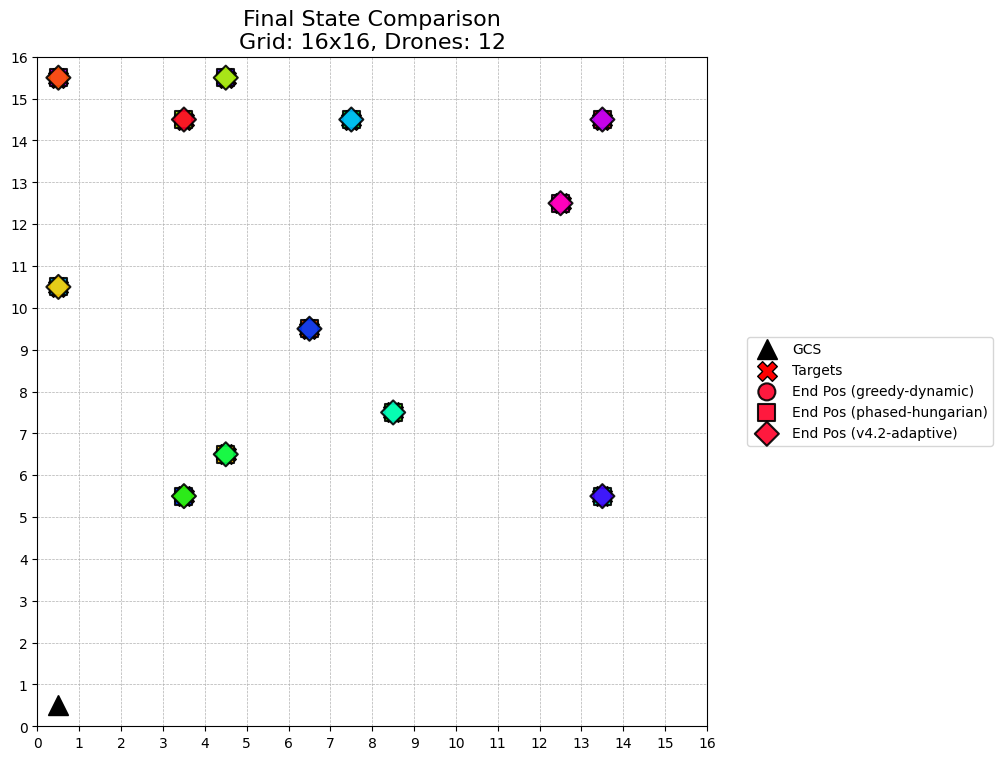 Final State Comparison
Grid: 16x16, Drones: 12
16
15
14
13
12
11
10
9
8
7
6
5
4
3
2
1
0
0 1 2 3 4 5 6 7 8 9 10 11 12 13 14 15 16
GCS
Targets
End Pos (greedy-dynamic)
End Pos (phased-hungarian)
End Pos (v4.2-adaptive)